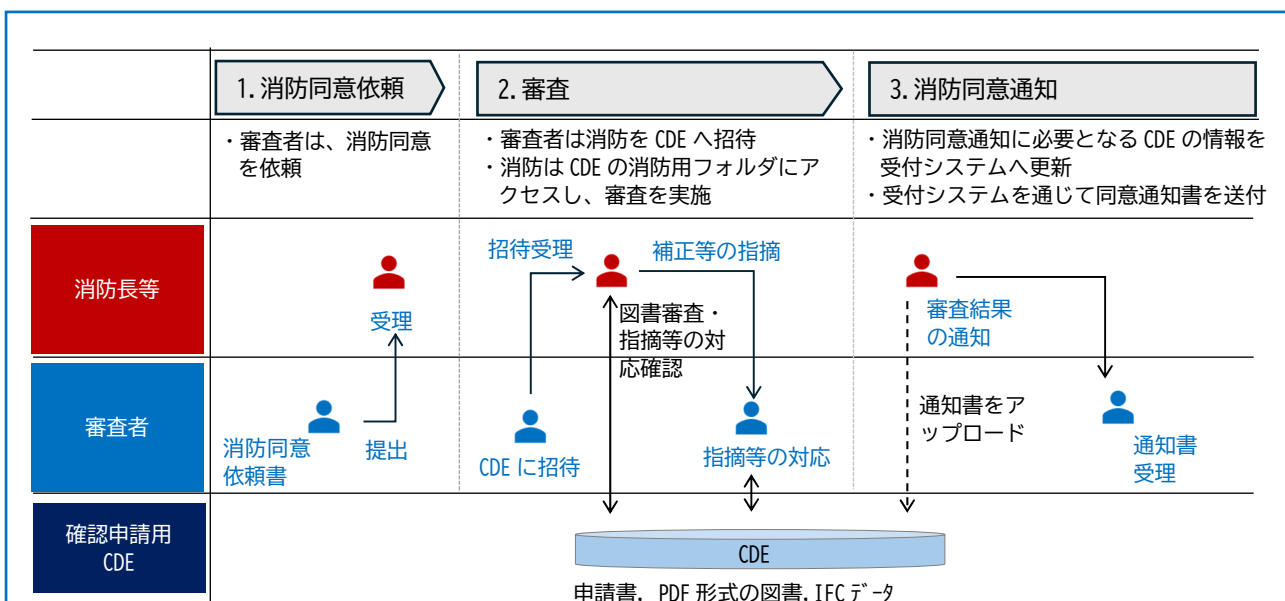 1.消防同意依頼
2.審査
3.消防同意通知
・審査者は、消防同意
を依頼
・審査者は消防を CDE へ招待
・消防は CDE の消防用フォルダにア
クセスし、審査を実施
・消防同意通知に必要となる CDE の情報を
受付システムへ更新
・受付システムを通じて同意通知書を送付
消防長等
受理
招待受理
補正等の指摘
図書審査・
指摘等の対
応確認
審査結果
の通知
審査者
消防同意
依頼書
提出
CDE に招待
指摘等の対応
通知書をア
ップロード
通知書
受理
確認申請用
CDE
CDE
申請書, PDF 形式の図書,IFC ﾃﾞｰﾀ